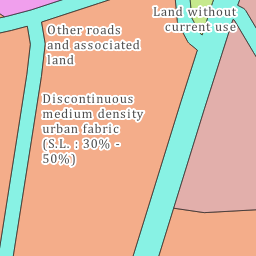 Land without
current use
Other roads
and associated
land
Discontinuous
medium density
urban fabric
(S.L. : 30% -
50%)